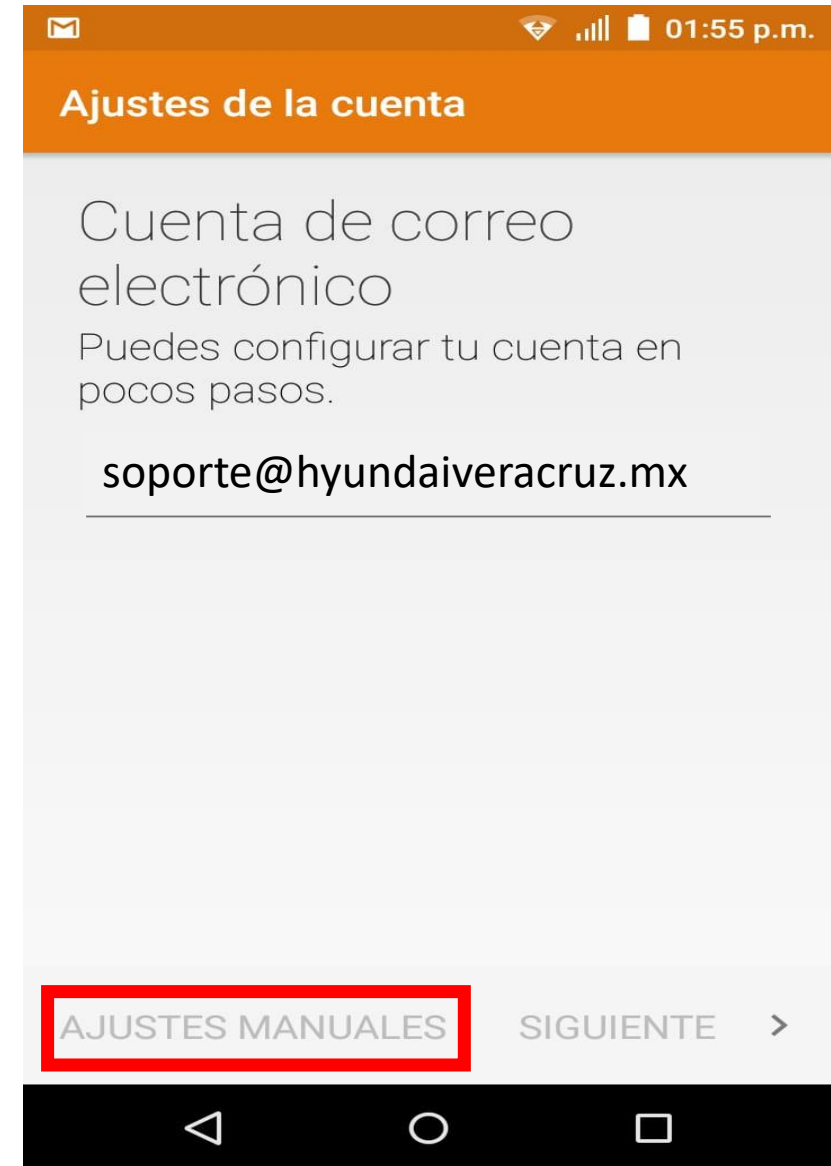 01:55 p.m.
Ajustes de la cuenta
Cuenta de correo
electrónico
Puedes configurar tu cuenta en
pocos pasos.
soporte@hyundaiveracruz.mx
AJUSTES MANUALES SIGUIENTE >